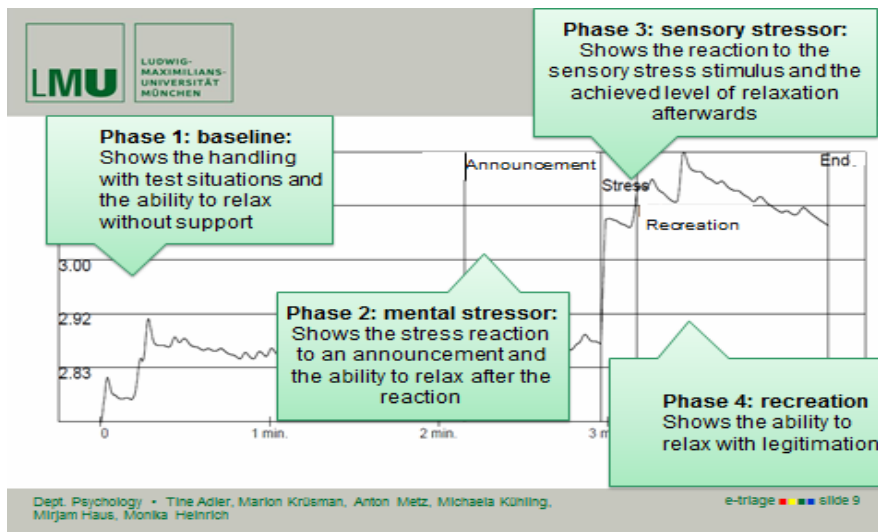 LMU
LUDWIG-
MAXIMILIANS-
UNIVERSITÄT
MÜNCHEN
Phase 3: sensory stressor:
Shows the reaction to the
sensory stress stimulus and the
achieved level of relaxation
afterwards
Phase 1: baseline:
Shows the handling
with test situations and
the ability to relax
without support
Announcement
Stress
End
Recreation
3.00
2.92
2.83
Phase 2: mental stressor:
Shows the stress reaction
to an announcement and
the ability to relax after the
reaction
Phase 4: recreation
Shows the ability to
relax with legitimation
0
1 min.
2 min.
3 m
Dept. Psychology • Tine Adler, Marion Krüsman, Anton Metz, Michaela Kühling,
Mirjam Haus, Monika Heinrich
e-triage slide 9